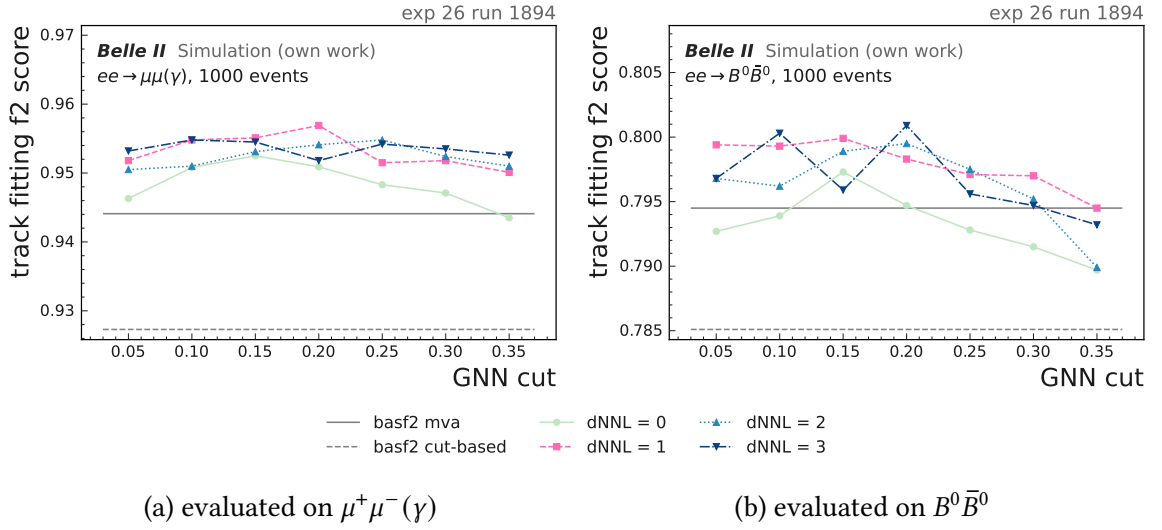 exp 26 run 1894
Belle II Simulation (own work)
ee → μμ(γ), 1000 events
track fitting f2 score
0.97
0.96
0.95
0.94
0.93
0.05 0.10 0.15 0.20 0.25 0.30 0.35
GNN cut
exp 26 run 1894
Belle II Simulation (own work)
ee → B⁰B̄⁰, 1000 events
track fitting f2 score
0.805
0.800
0.795
0.790
0.785
0.05 0.10 0.15 0.20 0.25 0.30 0.35
GNN cut
basf2 mva
basf2 cut-based
dNNL = 0
dNNL = 1
dNNL = 2
dNNL = 3
(a) evaluated on μ⁺μ⁻(γ)
(b) evaluated on B⁰B̄⁰